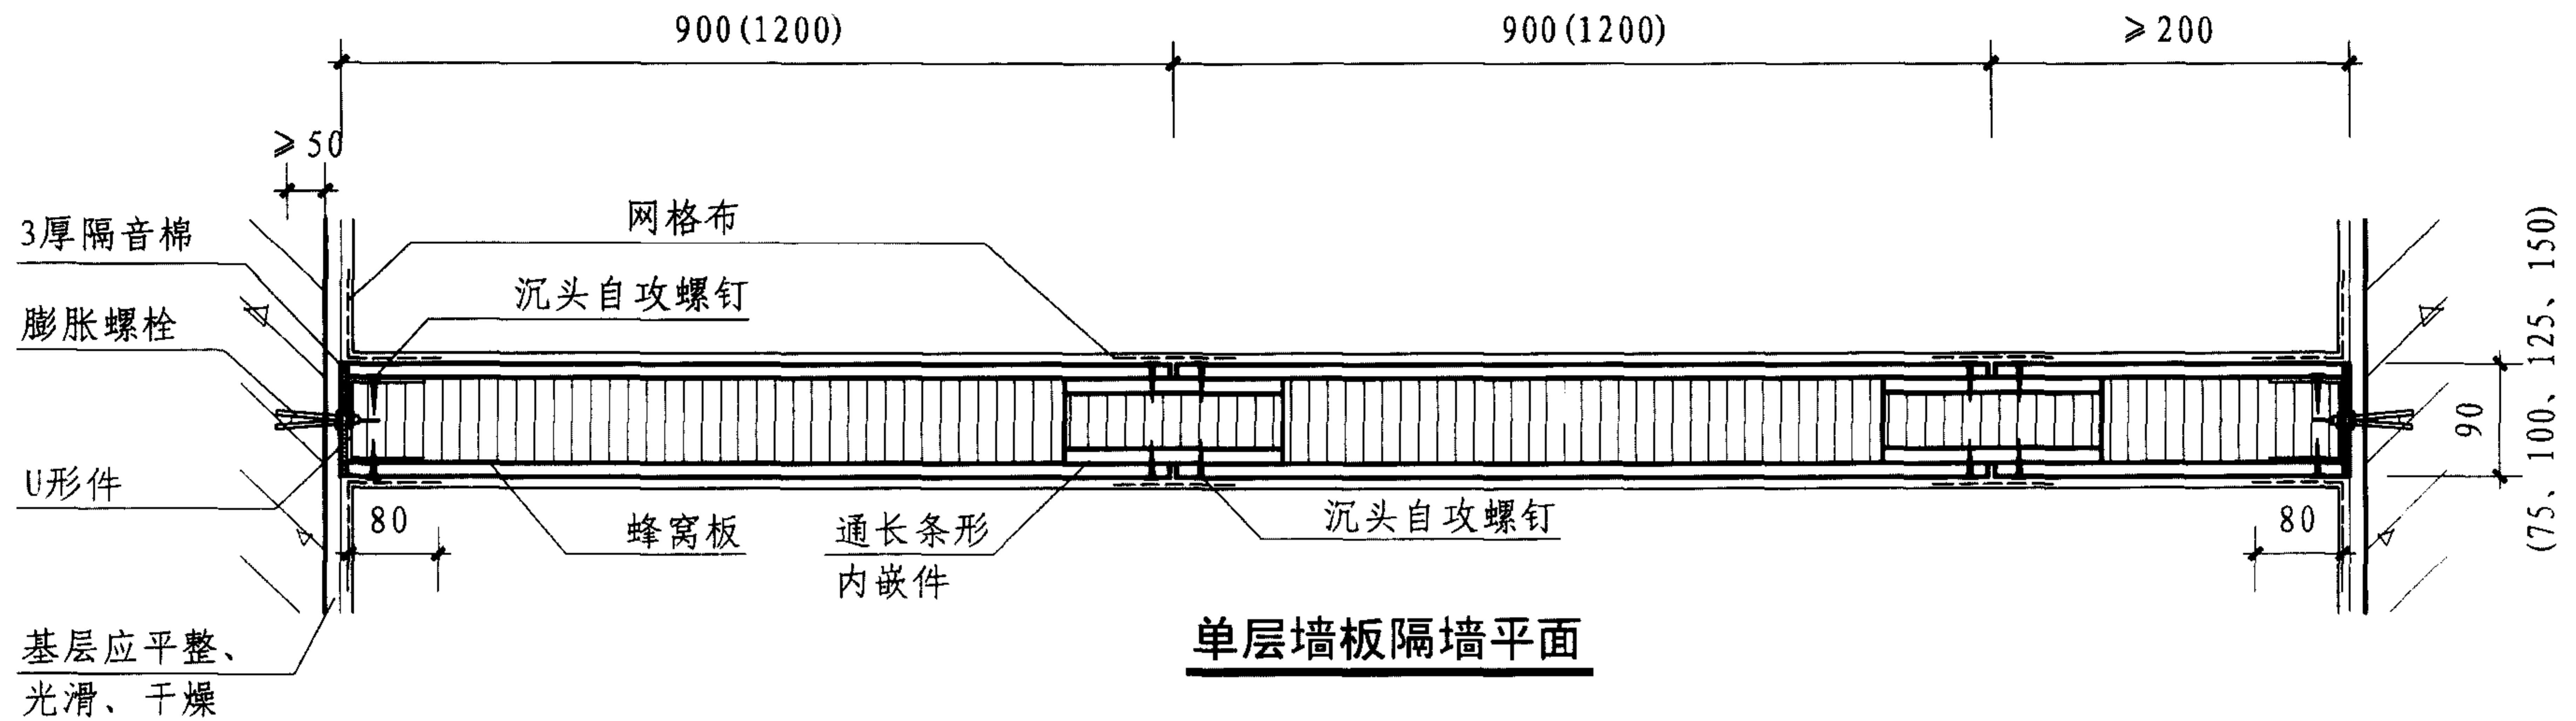 900(1200)
900(1200)
≥200
≥50
网格布
3厚隔音棉
沉头自攻螺钉
膨胀螺栓
U形件
80
蜂窝板
通长条形
内嵌件
沉头自攻螺钉
80
90
(75、100、125、150)
基层应平整、
光滑、干燥
单层墙板隔墙平面